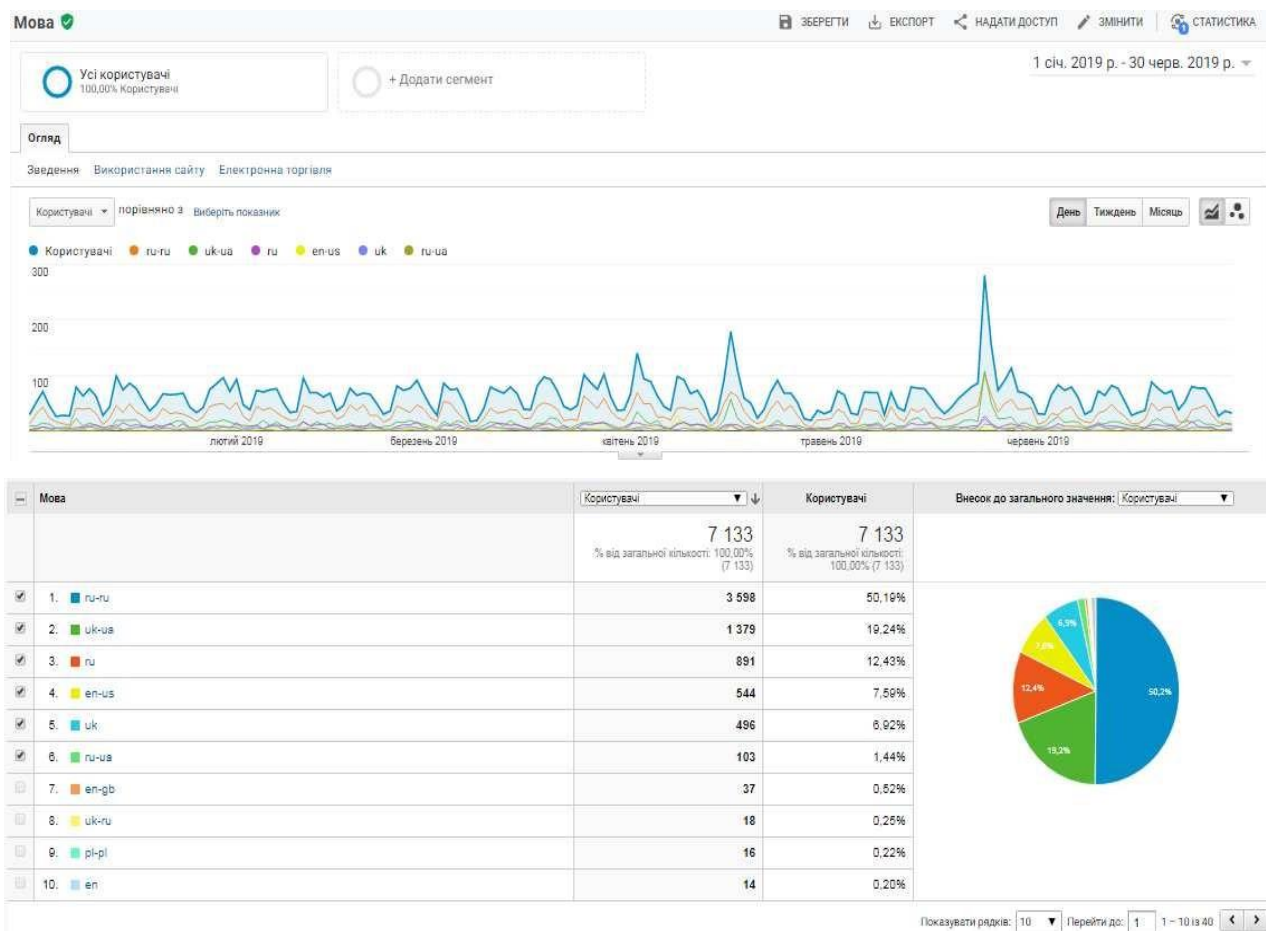 Мова
ЗБЕРЕГТИ ЕКСПОРТ НАДАТИ ДОСТУП ЗМІНИТИ 1 СТАТИСТИКА
Усі користувачі
100,00% Користувачі
+ Додати сегмент
1 січ. 2019 р. - 30 черв. 2019 р.
Огляд
Зведення Використання сайту Електронна торгівля
Користувачі порівняно з Виберіть показник
День Тиждень Місяць
Користувачі ru-ru uk-ua ru en-us uk ru-ua
300
200
100
лютий 2019 березень 2019 квітень 2019 травень 2019 червень 2019
Мова Користувачі Користувачі Внесок до загального значення: Користувачі
7 133 7 133
% від загальної кількості: 100,00% % від загальної кількості:
(7 133) 100,00% (7 133)
1. ru-ru 3 598 50,19%
2. uk-ua 1 379 19,24%
3. ru 891 12,43%
4. en-us 544 7,59%
5. uk 496 6,92%
6. ru-ua 103 1,44%
7. en-gb 37 0,52%
8. uk-ru 18 0,25%
9. pl-pl 16 0,22%
10. en 14 0,20%
6,9%
7,6%
12,4%
50,2%
19,2%
Показувати рядків: 10 Перейти до: 1 1 – 10 із 40